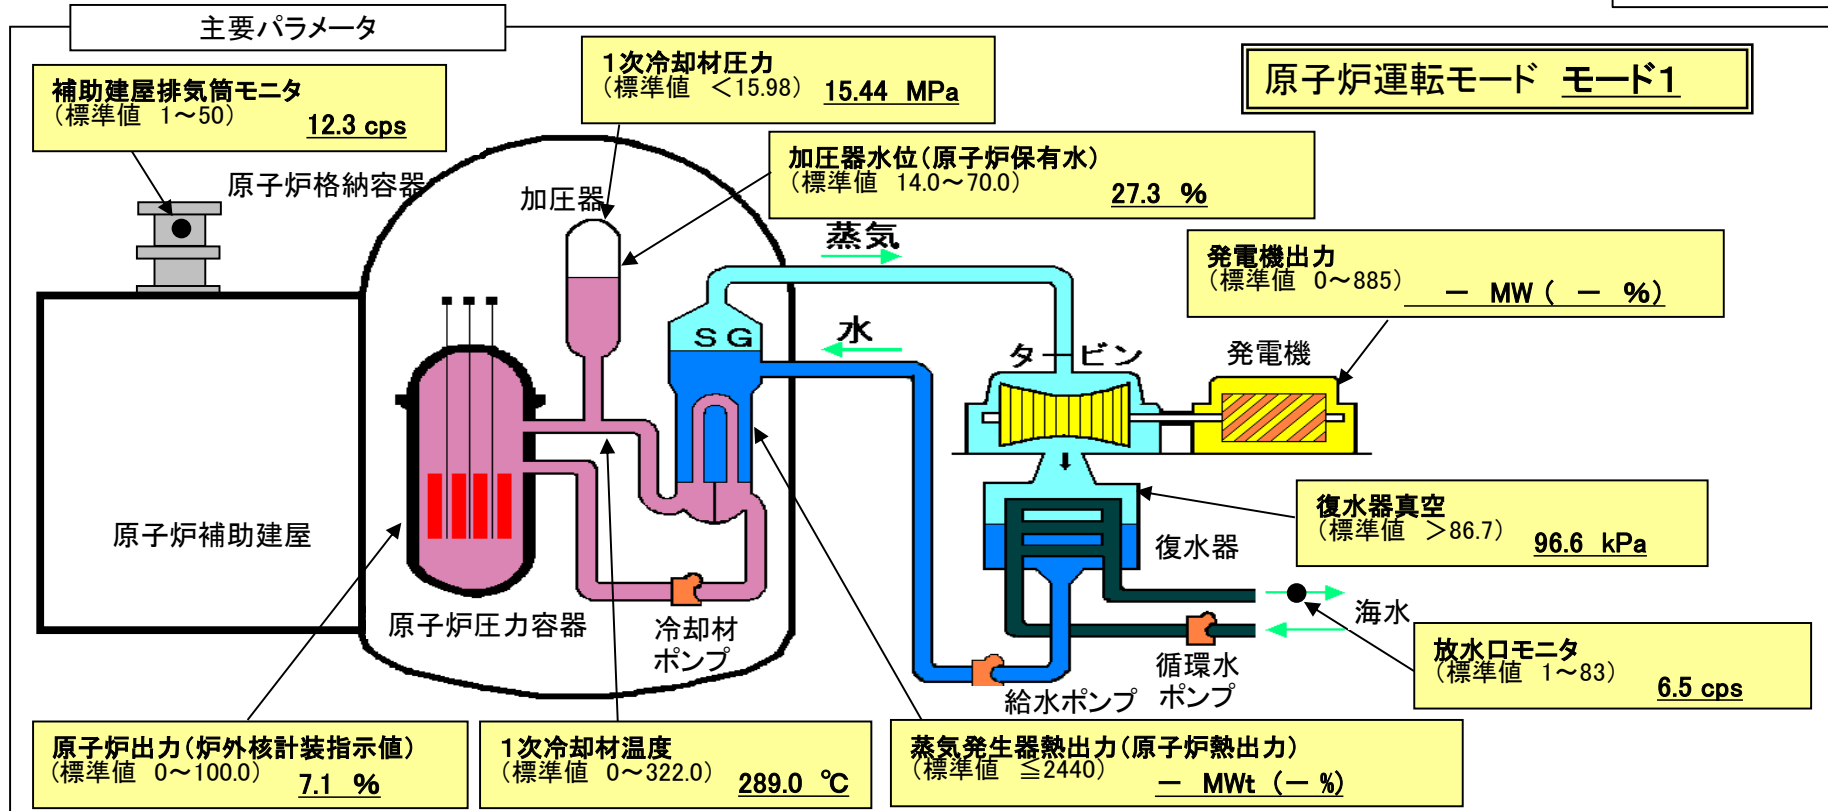 主要パラメータ
補助建屋排気筒モニタ
(標準値 1～50) 12.3 cps
1次冷却材圧力
(標準値 ＜15.98) 15.44 MPa
原子炉運転モード モード1
加圧器水位(原子炉保有水)
(標準値 14.0～70.0) 27.3 %
原子炉格納容器
加圧器
蒸気
発電機出力
(標準値 0～885) － MW ( － %)
水
SG
タービン
発電機
復水器真空
(標準値 ＞86.7) 96.6 kPa
原子炉補助建屋
復水器
原子炉圧力容器
冷却材
ポンプ
海水
循環水
ポンプ
給水ポンプ
放水口モニタ
(標準値 1～83) 6.5 cps
原子炉出力(炉外核計装指示値)
(標準値 0～100.0) 7.1 %
1次冷却材温度
(標準値 0～322.0) 289.0 ℃
蒸気発生器熱出力(原子炉熱出力)
(標準値 ≦2440) － MWt (－ %)